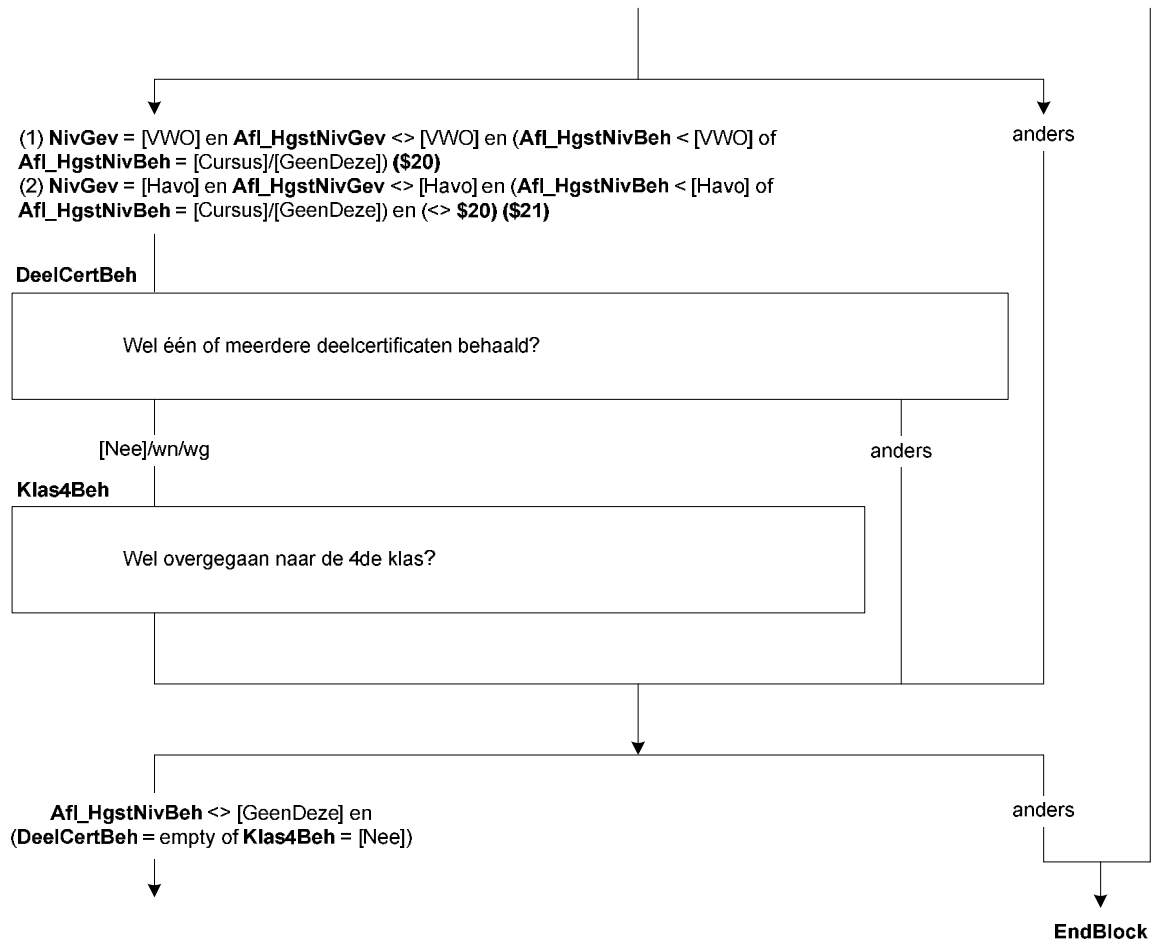 (1) NivGev = [VWO] en Afl_HgstNivGev <> [VWO] en (Afl_HgstNivBeh < [VWO] of
Afl_HgstNivBeh = [Cursus]/[GeenDeze]) ($20)
(2) NivGev = [Havo] en Afl_HgstNivGev <> [Havo] en (Afl_HgstNivBeh < [Havo] of
Afl_HgstNivBeh = [Cursus]/[GeenDeze]) en (<> $20) ($21)
anders
DeelCertBeh
Wel één of meerdere deelcertificaten behaald?
[Nee]/wn/wg
anders
Klas4Beh
Wel overgegaan naar de 4de klas?
Afl_HgstNivBeh <> [GeenDeze] en
(DeelCertBeh = empty of Klas4Beh = [Nee])
anders
EndBlock